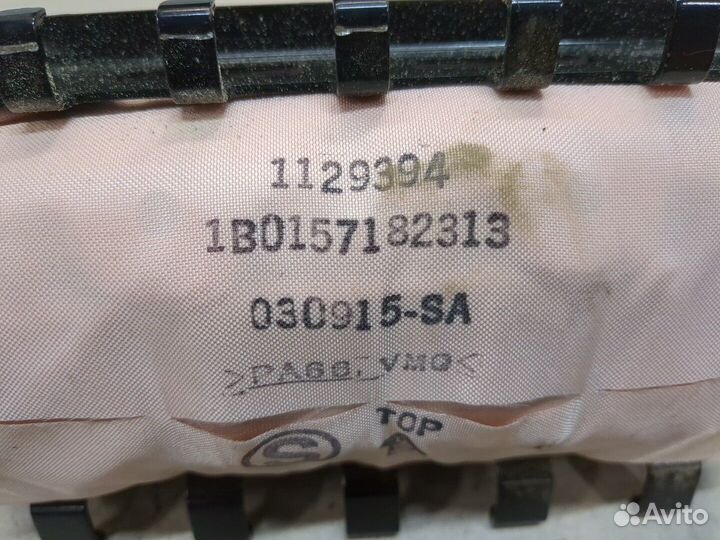 1129394
1B0157182313
030915-SA
>PA66.VMQ<
TOP
S A
Avito